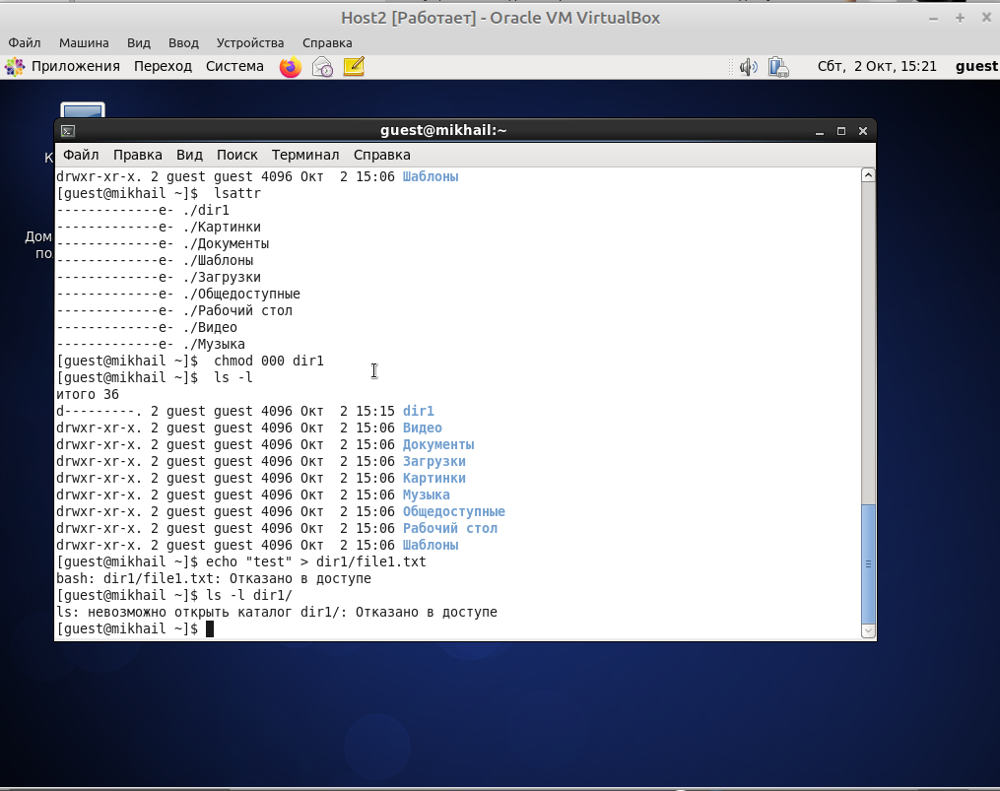 Host2 [Работает] - Oracle VM VirtualBox
Файл Машина Вид Ввод Устройства Справка
Приложения Переход Система Сбт, 2 Окт, 15:21 guest
guest@mikhail:~
Файл Правка Вид Поиск Терминал Справка
К
Дом
по
drwxr-xr-x. 2 guest guest 4096 Окт  2 15:06 Шаблоны
[guest@mikhail ~]$  lsattr
-------------e- ./dir1
-------------e- ./Картинки
-------------e- ./Документы
-------------e- ./Шаблоны
-------------e- ./Загрузки
-------------e- ./Общедоступные
-------------e- ./Рабочий стол
-------------e- ./Видео
-------------e- ./Музыка
[guest@mikhail ~]$  chmod 000 dir1
[guest@mikhail ~]$  ls -l
итого 36
d---------. 2 guest guest 4096 Окт  2 15:15 dir1
drwxr-xr-x. 2 guest guest 4096 Окт  2 15:06 Видео
drwxr-xr-x. 2 guest guest 4096 Окт  2 15:06 Документы
drwxr-xr-x. 2 guest guest 4096 Окт  2 15:06 Загрузки
drwxr-xr-x. 2 guest guest 4096 Окт  2 15:06 Картинки
drwxr-xr-x. 2 guest guest 4096 Окт  2 15:06 Музыка
drwxr-xr-x. 2 guest guest 4096 Окт  2 15:06 Общедоступные
drwxr-xr-x. 2 guest guest 4096 Окт  2 15:06 Рабочий стол
drwxr-xr-x. 2 guest guest 4096 Окт  2 15:06 Шаблоны
[guest@mikhail ~]$ echo "test" > dir1/file1.txt
bash: dir1/file1.txt: Отказано в доступе
[guest@mikhail ~]$ ls -l dir1/
ls: невозможно открыть каталог dir1/: Отказано в доступе
[guest@mikhail ~]$